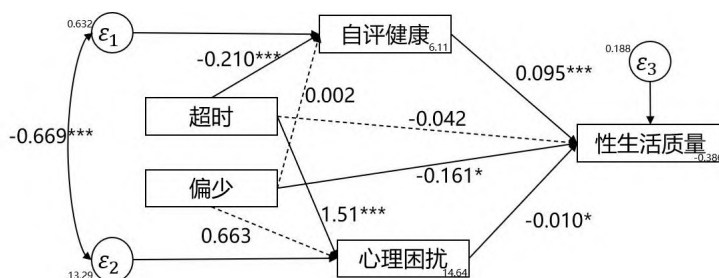 0.632
ε₁
自评健康
6.11
-0.210***
0.188
ε₃
0.095***
0.002
超时
-0.042
-0.669***
性生活质量
-0.380
偏少
-0.161*
1.51***
0.663
-0.010*
ε₂
13.29
心理困扰
14.64